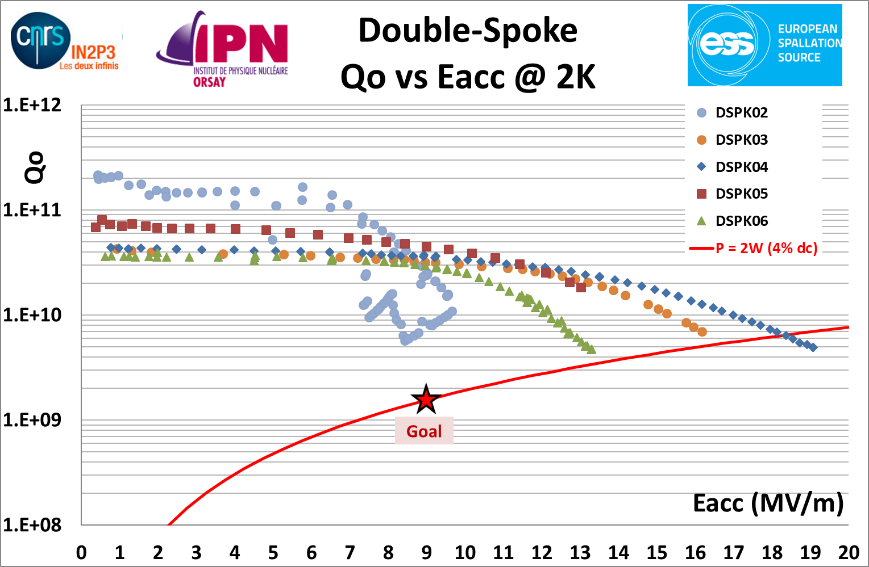 cnrs
IN2P3
Les deux infinis
IPN
INSTITUT DE PHYSIQUE NUCLÉAIRE
ORSAY
Double-Spoke
Qo vs Eacc @ 2K
ess
EUROPEAN
SPALLATION
SOURCE
1.E+12
1.E+11
1.E+10
1.E+09
1.E+08
Qo
DSPK02
DSPK03
DSPK04
DSPK05
DSPK06
P = 2W (4% dc)
Goal
Eacc (MV/m)
0 1 2 3 4 5 6 7 8 9 10 11 12 13 14 15 16 17 18 19 20